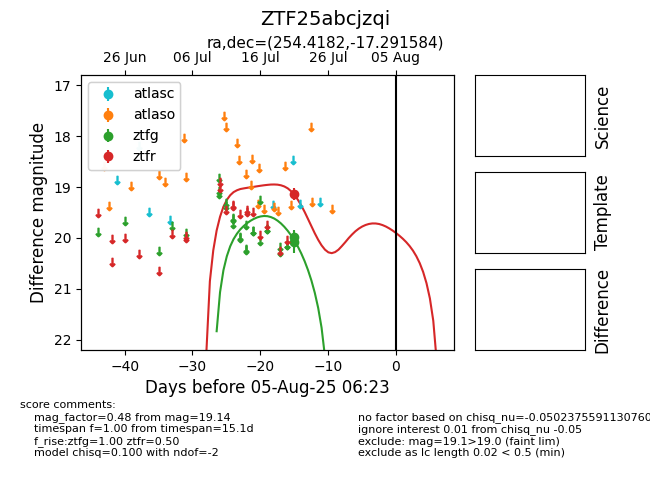 ZTF25abcjzqi
ra,dec=(254.4182,-17.291584)
26 Jun 06 Jul 16 Jul 26 Jul 05 Aug
17
18
19
20
21
22
Difference magnitude
atlasc
atlaso
ztfg
ztfr
−40 −30 −20 −10 0
Days before 05-Aug-25 06:23
Science
Template
Difference
score comments:
mag_factor=0.48 from mag=19.14
timespan f=1.00 from timespan=15.1d
f_rise:ztfg=1.00 ztfr=0.50
model chisq=0.100 with ndof=-2
no factor based on chisq_nu=-0.0502375591130760
ignore interest 0.01 from chisq_nu -0.05
exclude: mag=19.1>19.0 (faint lim)
exclude as lc length 0.02 < 0.5 (min)